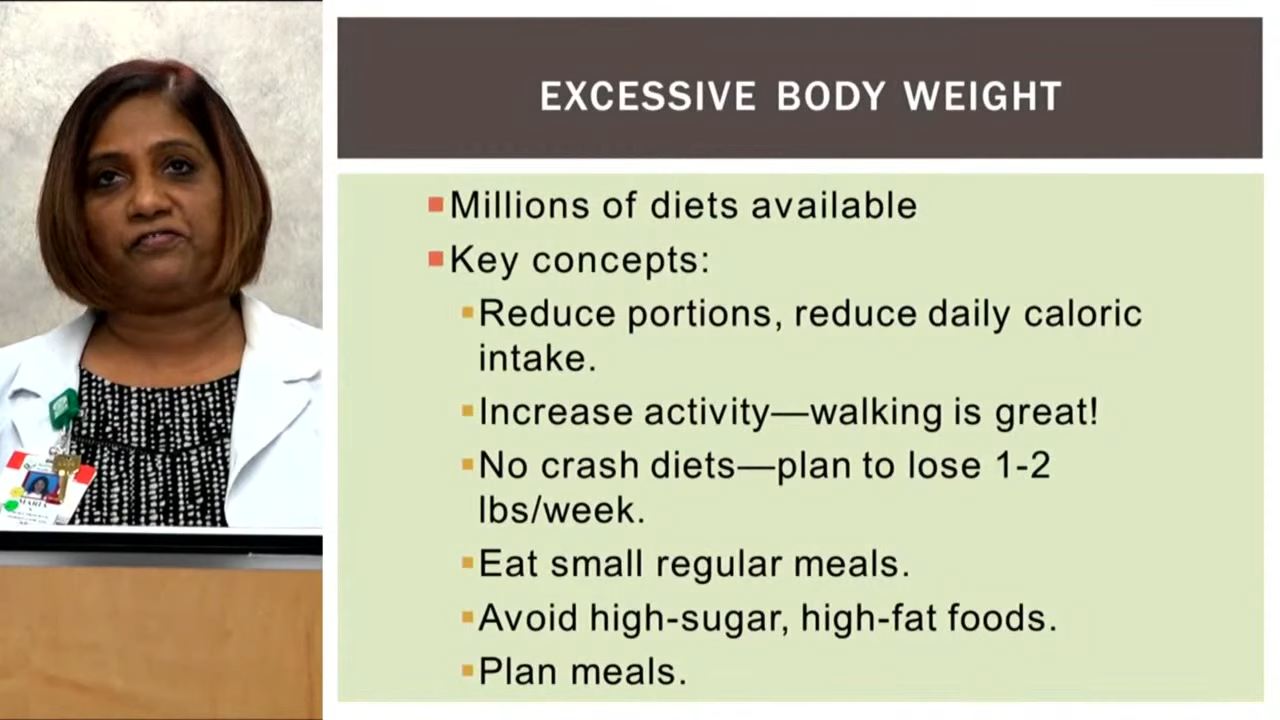 EXCESSIVE BODY WEIGHT
Millions of diets available
Key concepts:
Reduce portions, reduce daily caloric
intake.
Increase activity—walking is great!
No crash diets—plan to lose 1-2
lbs/week.
Eat small regular meals.
Avoid high-sugar, high-fat foods.
Plan meals.
MARIA